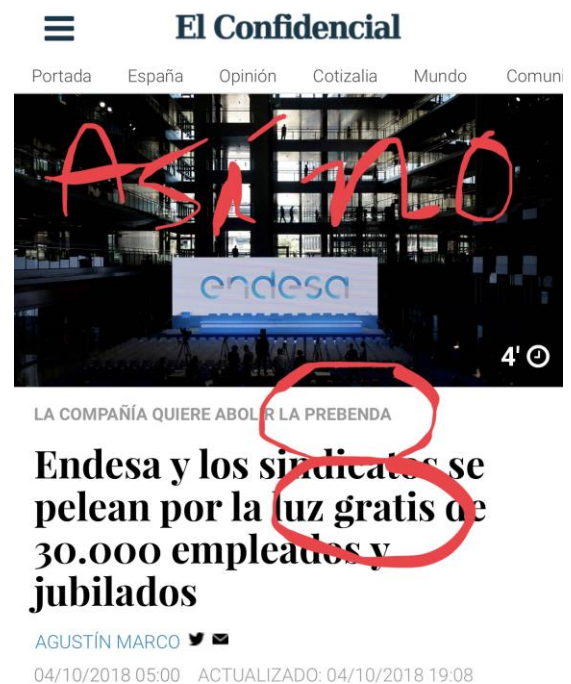 El Confidencial
Portada España Opinión Cotizalia Mundo Comuni
Así no
endesa
4'
LA COMPAÑÍA QUIERE ABOLIR LA PREBENDA
Endesa y los sindicatos se
pelean por la luz gratis de
30.000 empleados y
jubilados
AGUSTÍN MARCO
04/10/2018 05:00 ACTUALIZADO: 04/10/2018 19:08